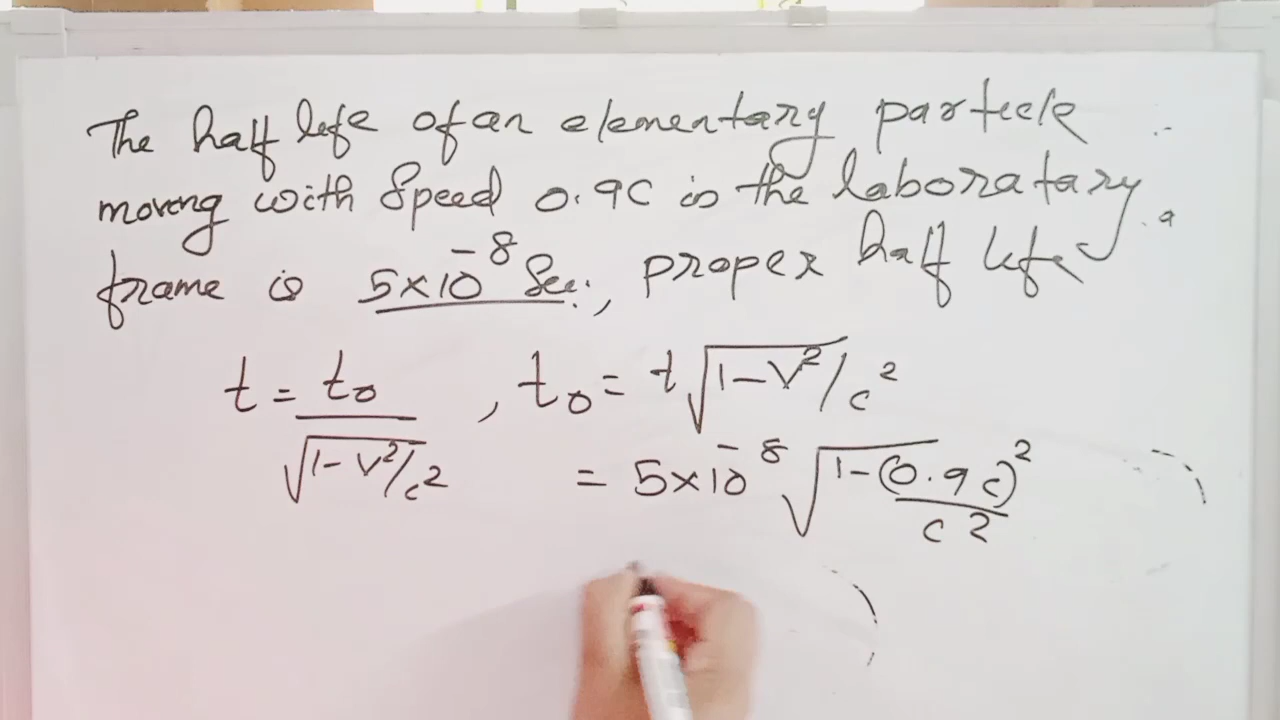 The half life of an elementary particle
moving with Speed 0.9C in the laboratary
frame is 5×10⁻⁸ Sec., proper half life
t = t₀/√(1-V²/c²) , t₀ = t√(1-V²/c²)
= 5×10⁻⁸ √(1-(0.9c)²/c²)